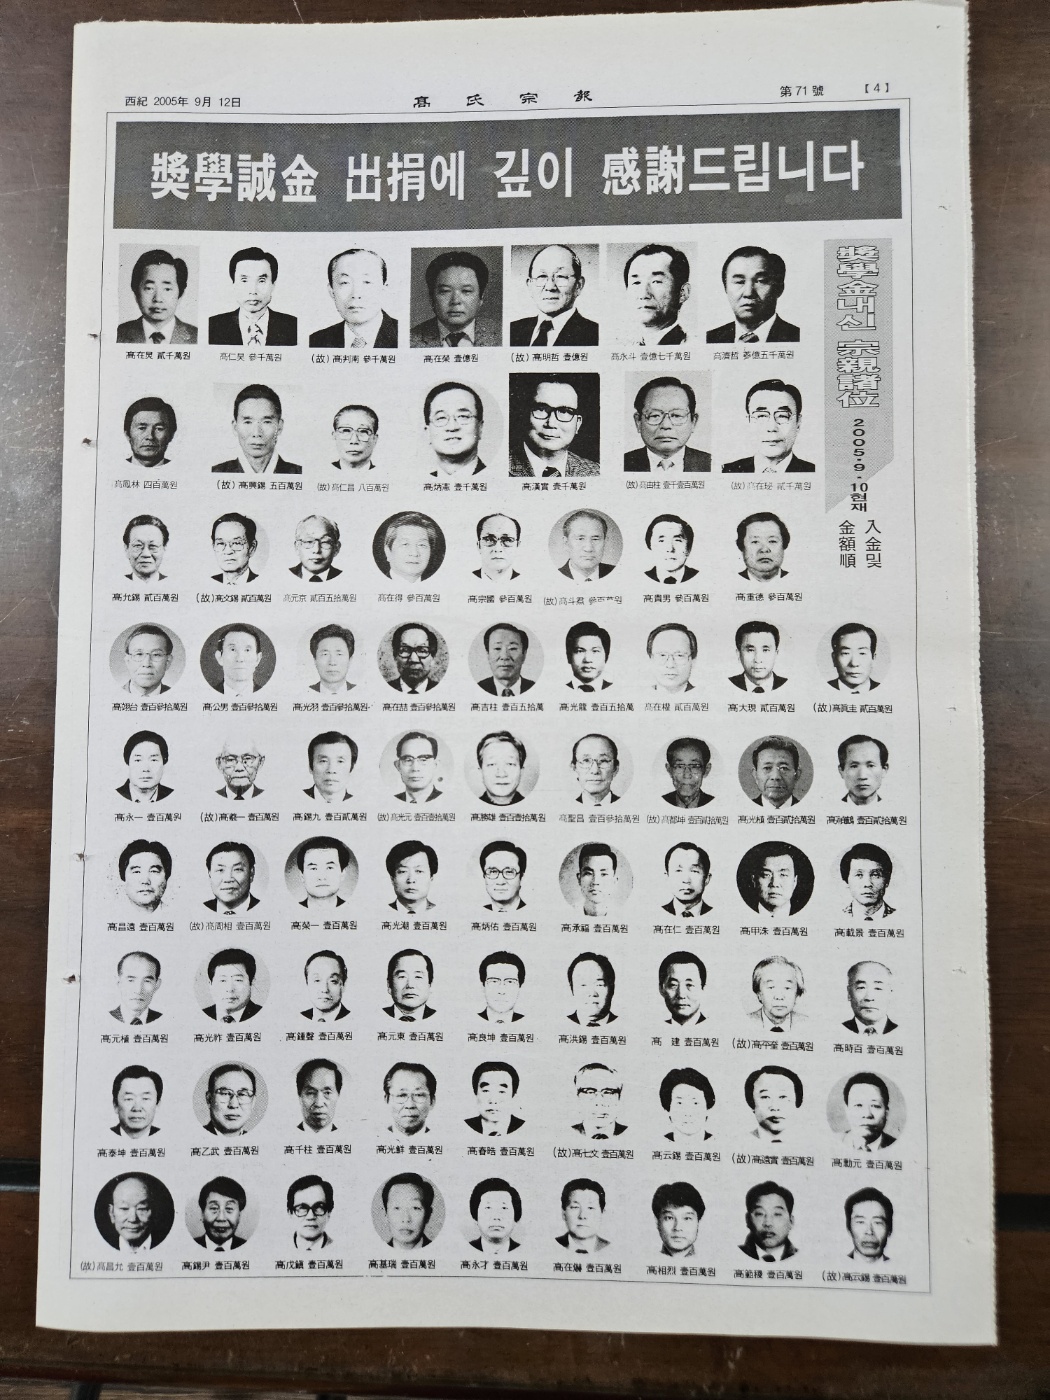 西紀 2005年 9月 12日
高氏宗報
第71號
【4】
獎學誠金 出捐에 깊이 感謝드립니다
獎學金내신 宗親諸位
2005·9·10현재
入金및
金額順
高在炅 貳千萬원
高仁昊 參千萬원
(故)高判南 參千萬원
高在榮 壹億원
(故)高明哲 壹億원
高永斗 壹億七千萬원
高濟哲 億五千萬원
高鳳林 四百萬원
(故)高興錫 五百萬원
(故)高仁昌 八百萬원
高炳憲 壹千萬원
高漢實 壹千萬원
(故)高由柱 壹千壹百萬원
(故)高在珌 貳千萬원
高允錫 貳百萬원
(故)高文錫 貳百萬원
高元京 貳百五拾萬원
高在得 參百萬원
高宗國 參百萬원
(故)高斗 參百萬원
高貴男 參百萬원
高重德 參百萬원
高翊台 壹百參拾萬원
高公男 壹百參拾萬원
高光羽 壹百參拾萬원
高在喆 壹百參拾萬원
高吉柱 壹百五拾萬
高光龍 壹百五拾萬
高在權 貳百萬원
高大現 貳百萬원
(故)高眞圭 貳百萬원
高永一 壹百萬원
(故)高羲一 壹百萬원
高錫九 壹百貳萬원
(故)高光元 壹百壹拾萬원
高勝雄 壹百壹拾萬원
高聖昌 壹百參拾萬원
(故)高都坤 壹百貳拾萬원
高光植 壹百貳拾萬원
高鶴 壹百貳拾萬원
高昌遠 壹百萬원
(故)高周相 壹百萬원
高榮一 壹百萬원
高光潮 壹百萬원
高炳佑 壹百萬원
高承福 壹百萬원
高在仁 壹百萬원
高甲洙 壹百萬원
高載景 壹百萬원
高元植 壹百萬원
高光祚 壹百萬원
高鍾聲 壹百萬원
高元東 壹百萬원
高良坤 壹百萬원
高洪錫 壹百萬원
高 建 壹百萬원
(故)高平奎 壹百萬원
高時百 壹百萬원
高泰坤 壹百萬원
高乙武 壹百萬원
高千柱 壹百萬원
高光鮮 壹百萬원
高春晧 壹百萬원
(故)高七文 壹百萬원
高云錫 壹百萬원
(故)高遠實 壹百萬원
高勳元 壹百萬원
(故)高昌允 壹百萬원
高錫尹 壹百萬원
高戊鎭 壹百萬원
高基瑞 壹百萬원
高永才 壹百萬원
高在 壹百萬원
高相烈 壹百萬원
高範 壹百萬원
(故)高云錫 壹百萬원